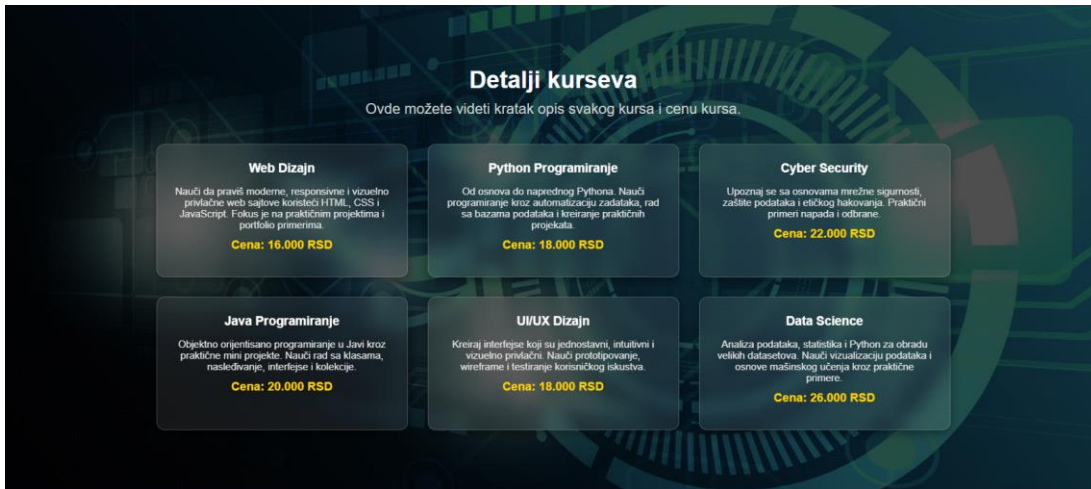 Detalji kurseva
Ovde možete videti kratak opis svakog kursa i cenu kursa.
Web Dizajn
Nauči da praviš moderne, responsivne i vizuelno
privlačne web sajtove koristeći HTML, CSS i
JavaScript. Fokus je na praktičnim projektima i
portfolio primerima.
Cena: 16.000 RSD
Python Programiranje
Od osnova do naprednog Pythona. Nauči
programiranje kroz automatizaciju zadataka, rad
sa bazama podataka i kreiranje praktičnih
projekata.
Cena: 18.000 RSD
Cyber Security
Upoznaj se sa osnovama mrežne sigurnosti,
zaštite podataka i etičkog hakovanja. Praktični
primeri napada i odbrane.
Cena: 22.000 RSD
Java Programiranje
Objektno orijentisano programiranje u Javi kroz
praktične mini projekte. Nauči rad sa klasama,
nasleđivanje, interfejse i kolekcije.
Cena: 20.000 RSD
UI/UX Dizajn
Kreiraj interfejse koji su jednostavni, intuitivni i
vizuelno privlačni. Nauči prototipovanje,
wireframe i testiranje korisničkog iskustva.
Cena: 18.000 RSD
Data Science
Analiza podataka, statistika i Python za obradu
velikih datasetova. Nauči vizualizaciju podataka i
osnove mašinskog učenja kroz praktične
primere.
Cena: 26.000 RSD